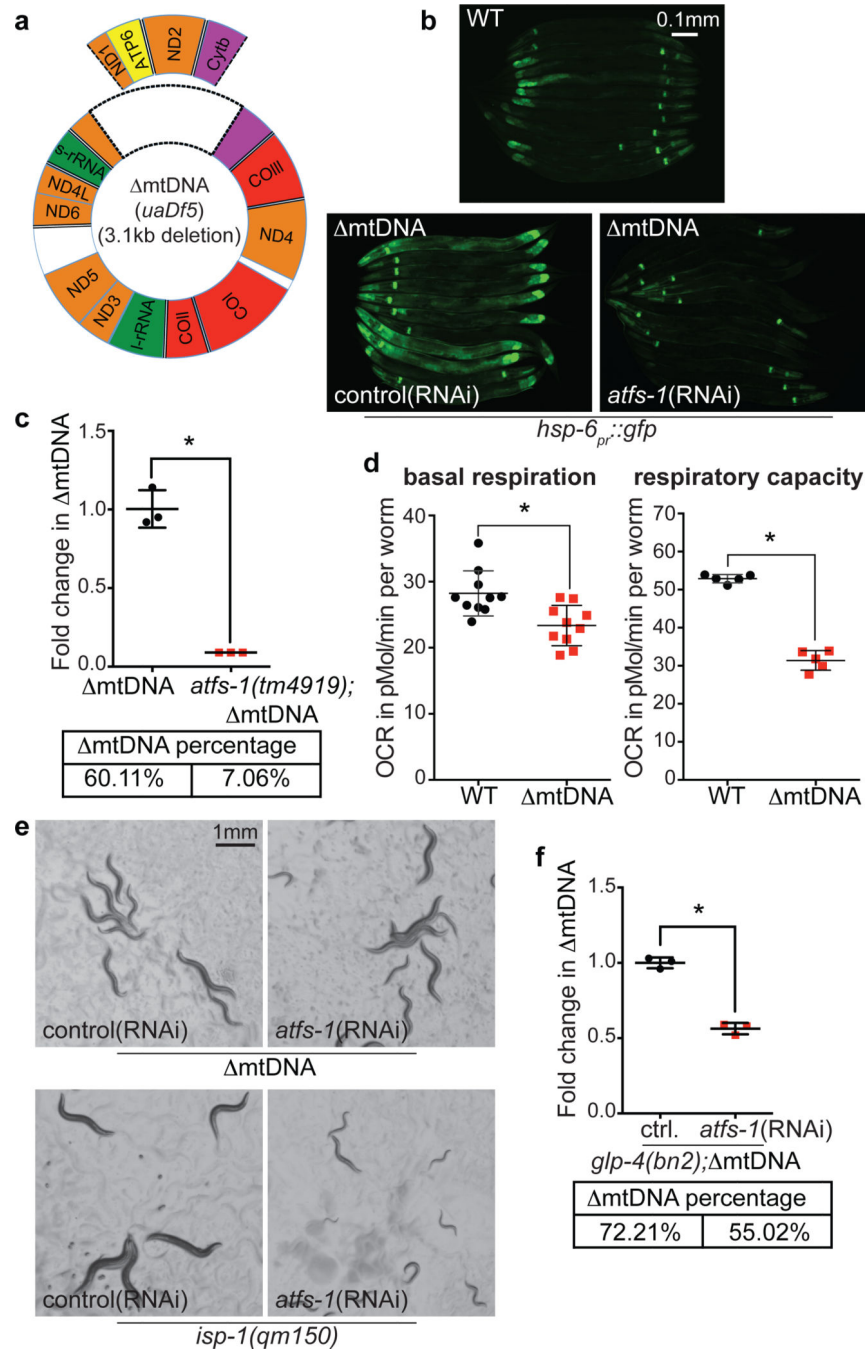 a
ND1
ATP6
ND2
Cytb
s-rRNA
ND4L
ND6
ND5
ND3
l-rRNA
COII
COI
ND4
COIII
ΔmtDNA
(uaDf5)
(3.1kb deletion)
b
WT
0.1mm
ΔmtDNA
control(RNAi)
ΔmtDNA
atfs-1(RNAi)
hsp-6pr::gfp
c
Fold change in ΔmtDNA
1.5
1.0
0.5
0.0
*
ΔmtDNA
atfs-1(tm4919);
ΔmtDNA
ΔmtDNA percentage
60.11% 7.06%
d
basal respiration
OCR in pMol/min per worm
40
30
20
10
0
*
WT ΔmtDNA
respiratory capacity
OCR in pMol/min per worm
70
60
50
40
30
20
10
0
*
WT ΔmtDNA
e
1mm
control(RNAi)
atfs-1(RNAi)
ΔmtDNA
control(RNAi)
atfs-1(RNAi)
isp-1(qm150)
f
Fold change in ΔmtDNA
1.5
1.0
0.5
0.0
*
ctrl. atfs-1(RNAi)
glp-4(bn2);ΔmtDNA
ΔmtDNA percentage
72.21% 55.02%